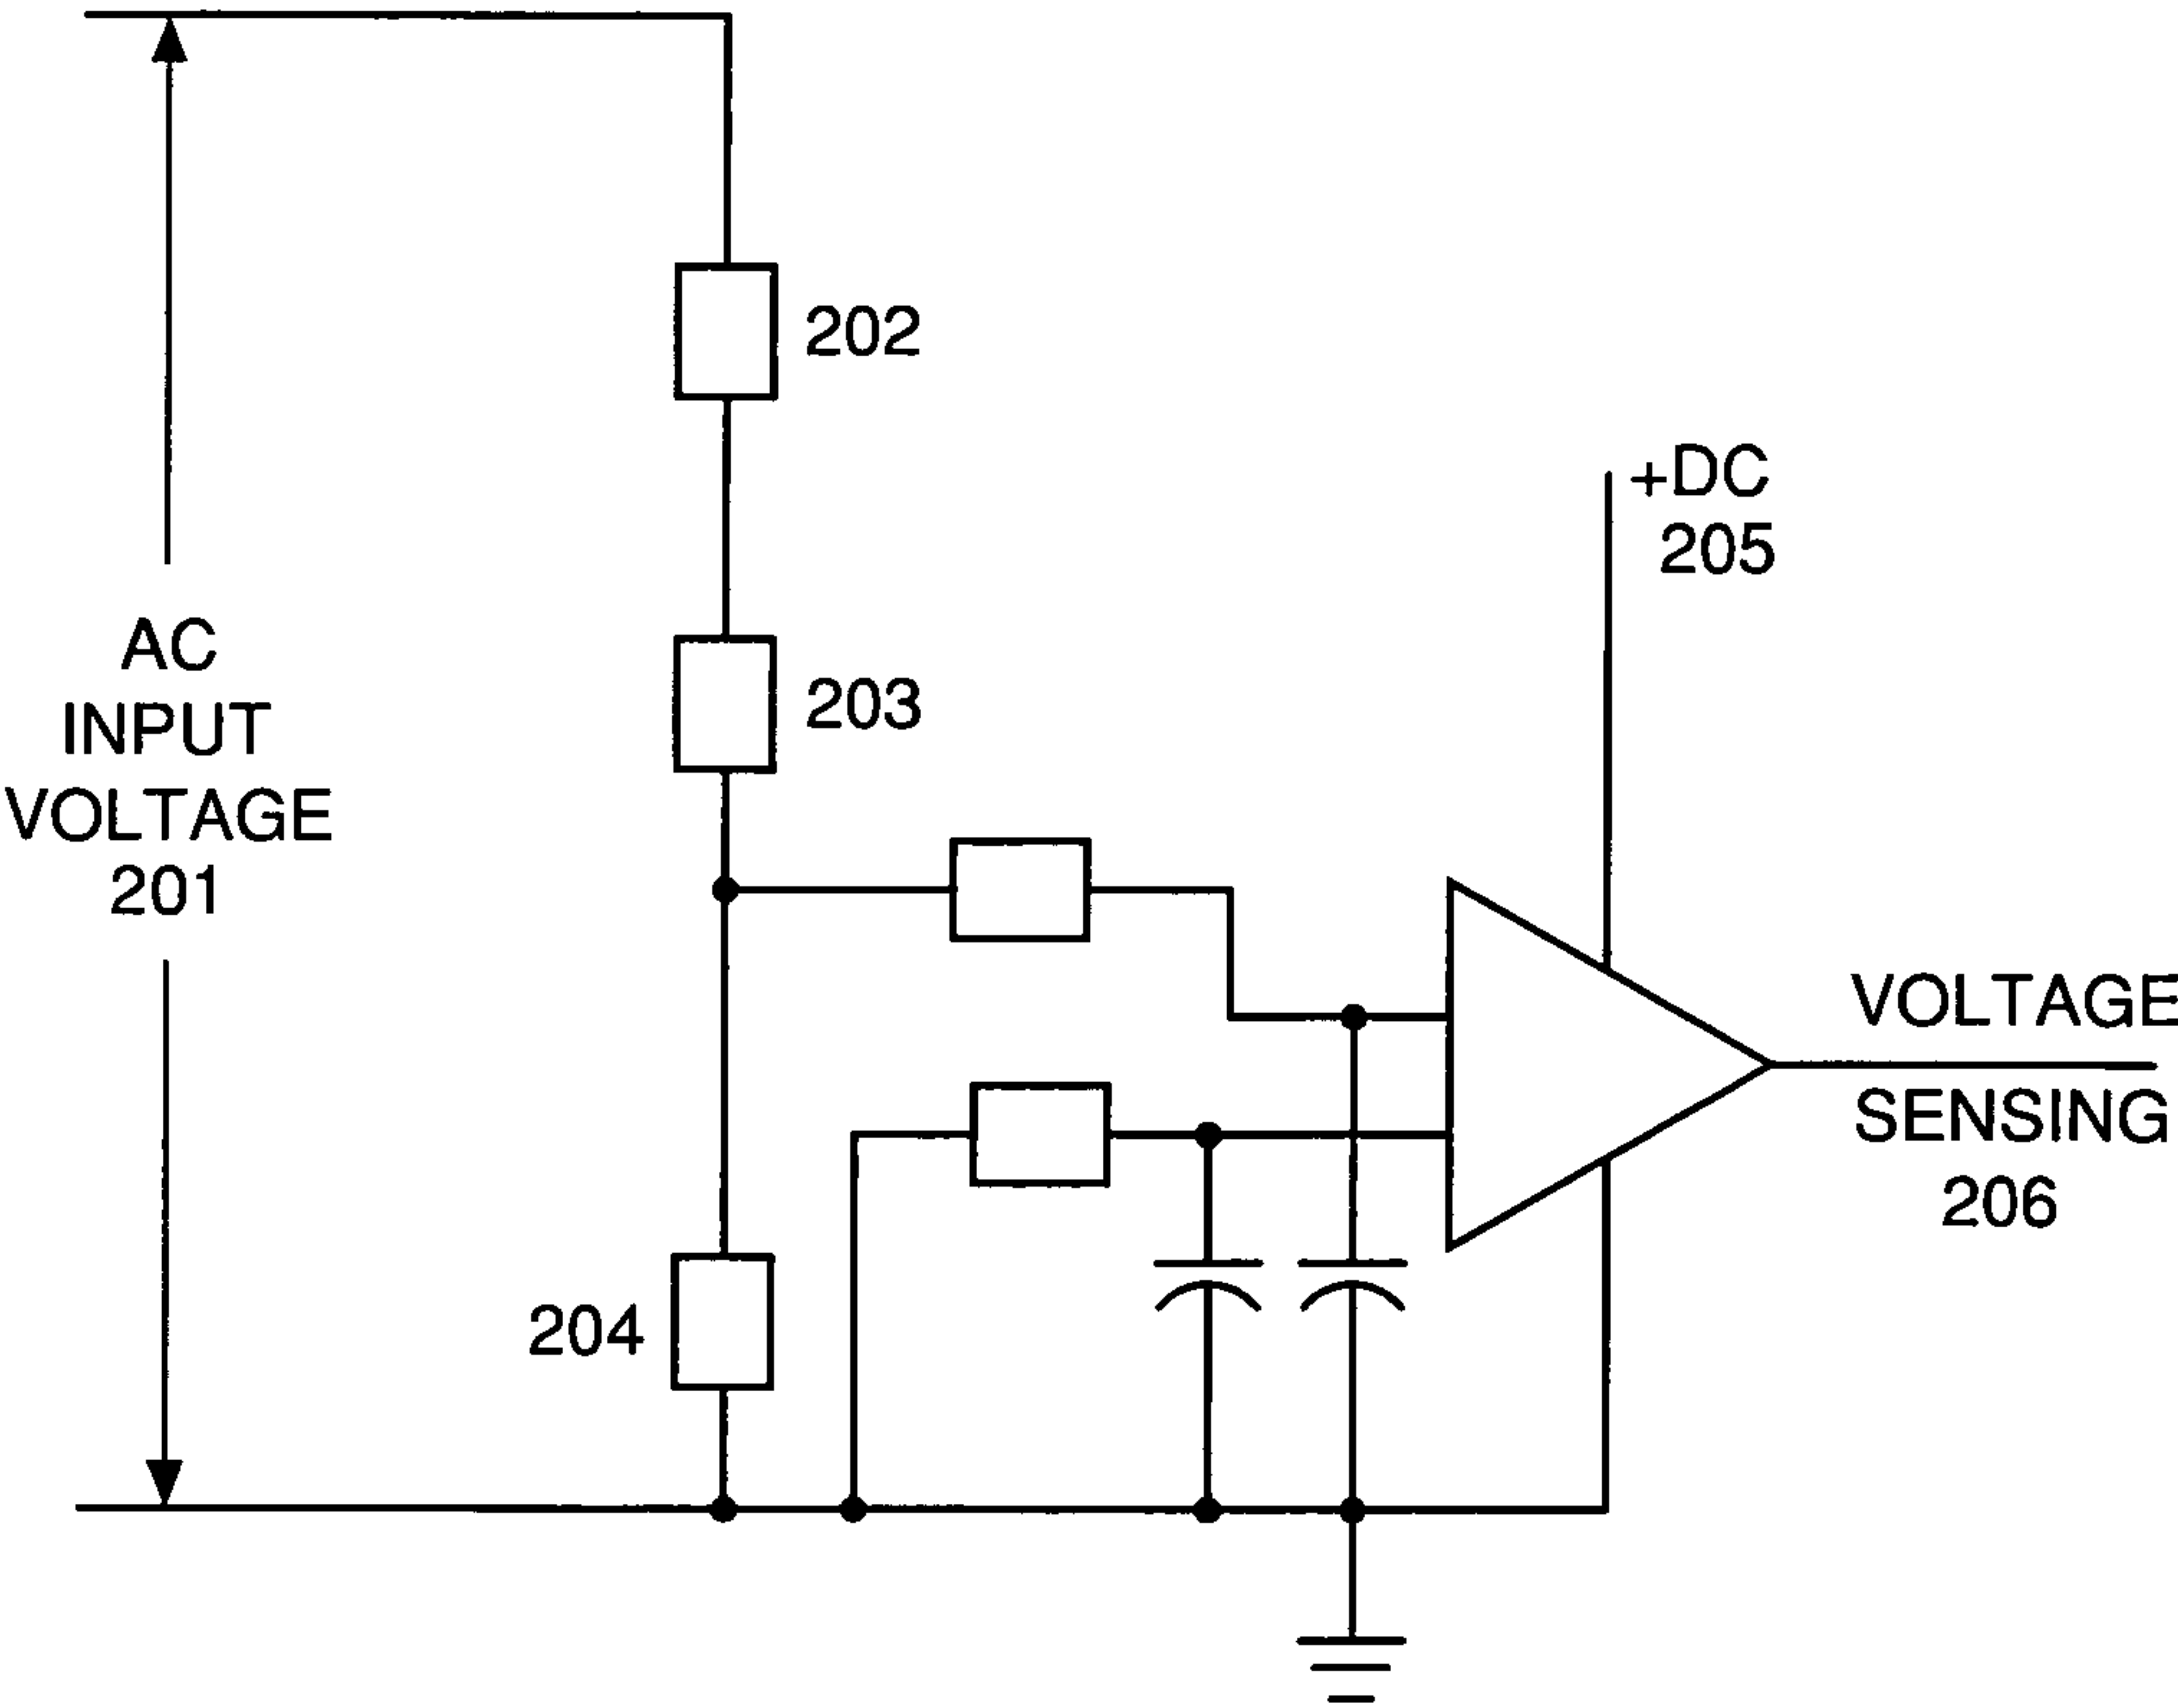 202
+DC
205
AC
INPUT
VOLTAGE
201
203
VOLTAGE
SENSING
206
204